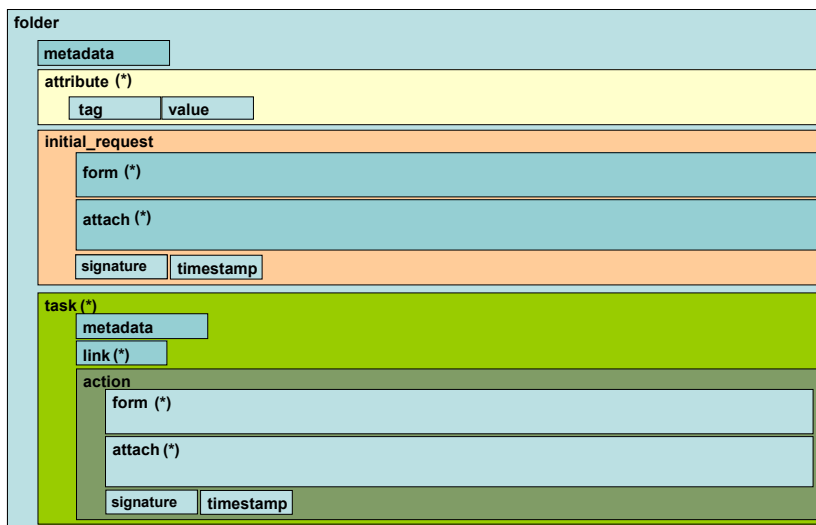 folder
metadata
attribute (*)
tag value
initial_request
form (*)
attach (*)
signature timestamp
task (*)
metadata
link (*)
action
form (*)
attach (*)
signature timestamp